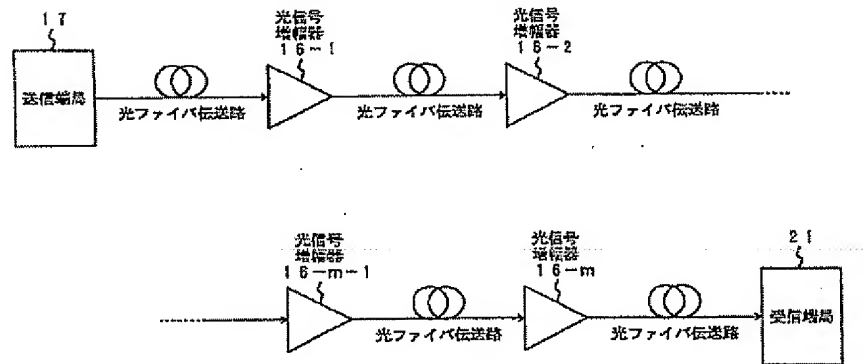 17
送信端局
光ファイバ伝送路
光信号
増幅器
16-1
光ファイバ伝送路
光信号
増幅器
16-2
光ファイバ伝送路
光信号
増幅器
16-m-1
光ファイバ伝送路
光信号
増幅器
16-m
光ファイバ伝送路
21
受信端局